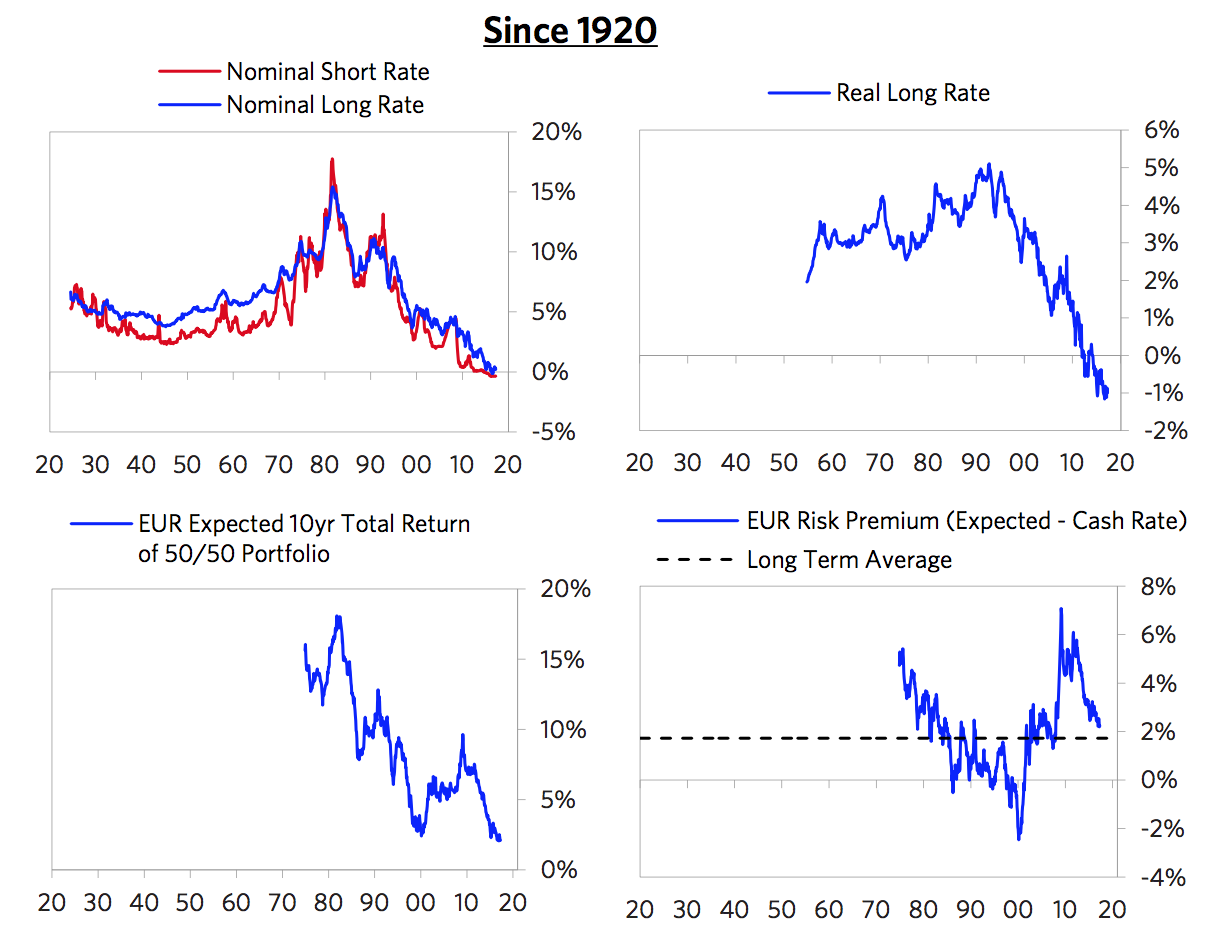 Since 1920
Nominal Short Rate
Nominal Long Rate
20%
15%
10%
5%
0%
-5%
20 30 40 50 60 70 80 90 00 10 20
Real Long Rate
6%
5%
4%
3%
2%
1%
0%
-1%
-2%
20 30 40 50 60 70 80 90 00 10 20
EUR Expected 10yr Total Return
of 50/50 Portfolio
20%
15%
10%
5%
0%
20 30 40 50 60 70 80 90 00 10 20
EUR Risk Premium (Expected - Cash Rate)
Long Term Average
8%
6%
4%
2%
0%
-2%
-4%
20 30 40 50 60 70 80 90 00 10 20